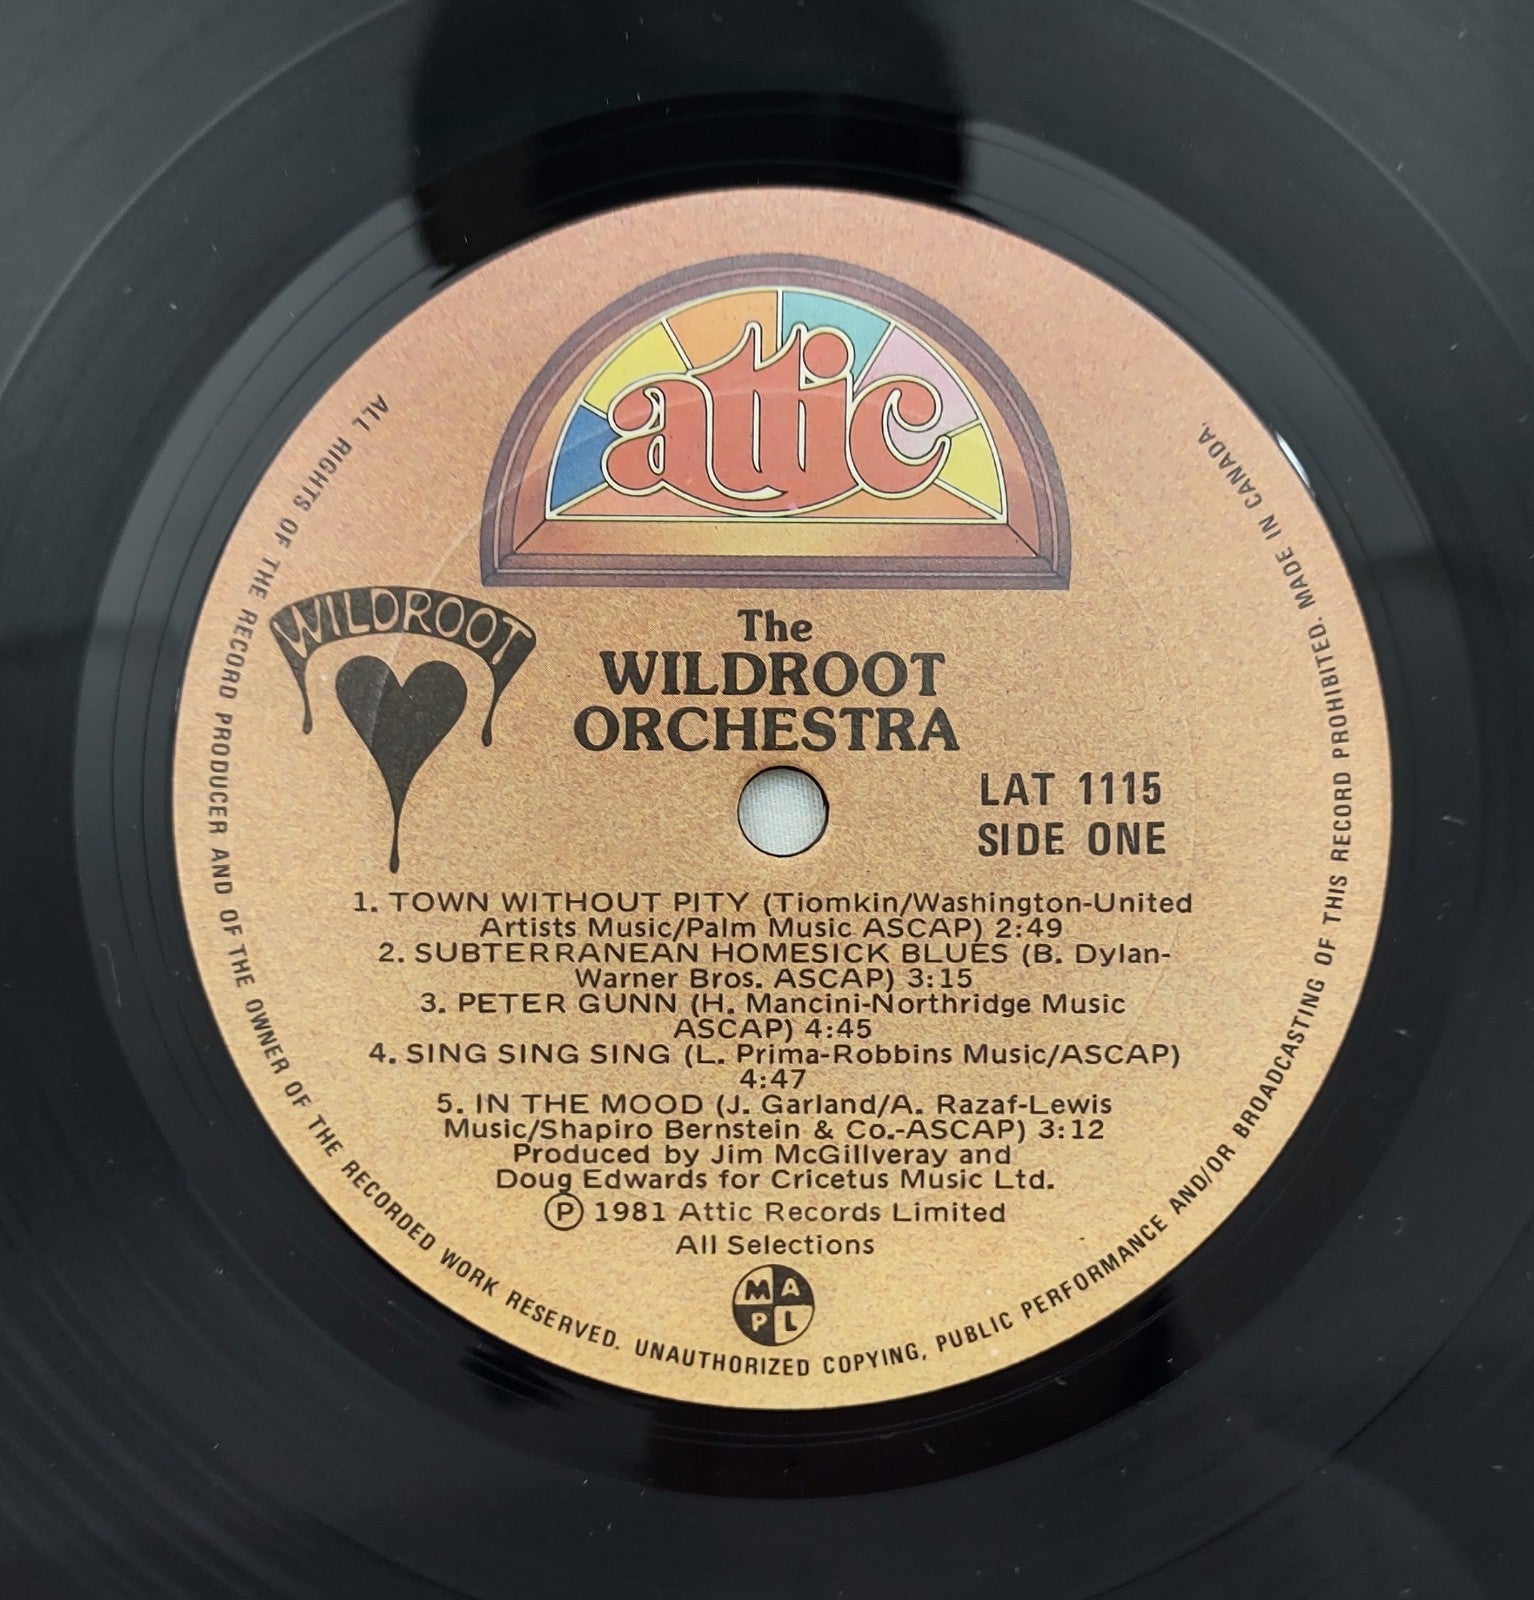 attic
WILDROOT
The
WILDROOT
ORCHESTRA
LAT 1115
SIDE ONE
1. TOWN WITHOUT PITY (Tiomkin/Washington-United
Artists Music/Palm Music ASCAP) 2:49
2. SUBTERRANEAN HOMESICK BLUES (B. Dylan-
Warner Bros. ASCAP) 3:15
3. PETER GUNN (H. Mancini-Northridge Music
ASCAP) 4:45
4. SING SING SING (L. Prima-Robbins Music/ASCAP)
4:47
5. IN THE MOOD (J. Garland/A. Razaf-Lewis
Music/Shapiro Bernstein & Co.-ASCAP) 3:12
Produced by Jim McGillveray and
Doug Edwards for Cricetus Music Ltd.
Ⓟ 1981 Attic Records Limited
All Selections
MAPL
ALL RIGHTS OF THE RECORD PRODUCER AND OF THE OWNER OF THE RECORDED WORK RESERVED. UNAUTHORIZED COPYING, PUBLIC PERFORMANCE AND/OR BROADCASTING OF THIS RECORD PROHIBITED. MADE IN CANADA.